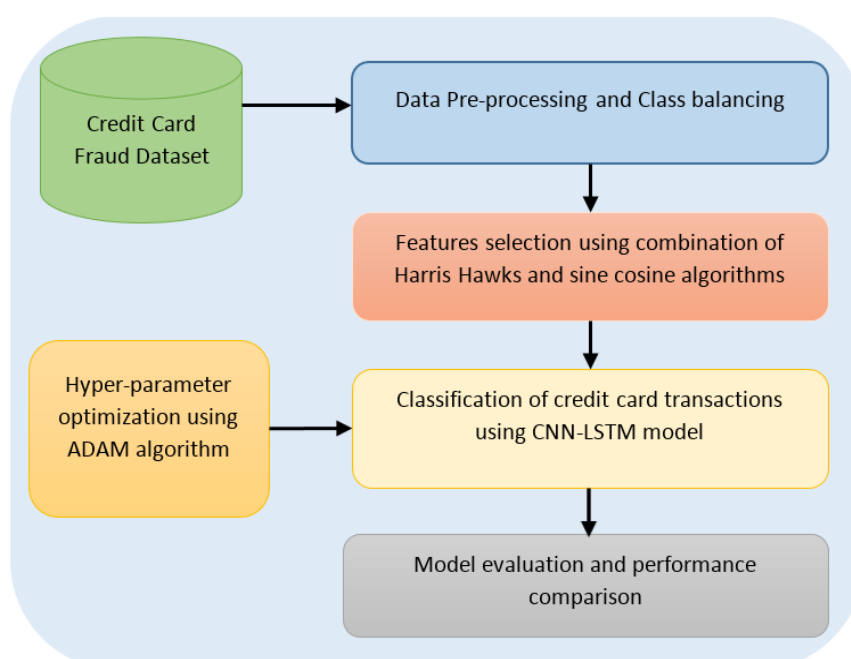 Credit Card
Fraud Dataset
Data Pre-processing and Class balancing
Features selection using combination of
Harris Hawks and sine cosine algorithms
Hyper-parameter
optimization using
ADAM algorithm
Classification of credit card transactions
using CNN-LSTM model
Model evaluation and performance
comparison